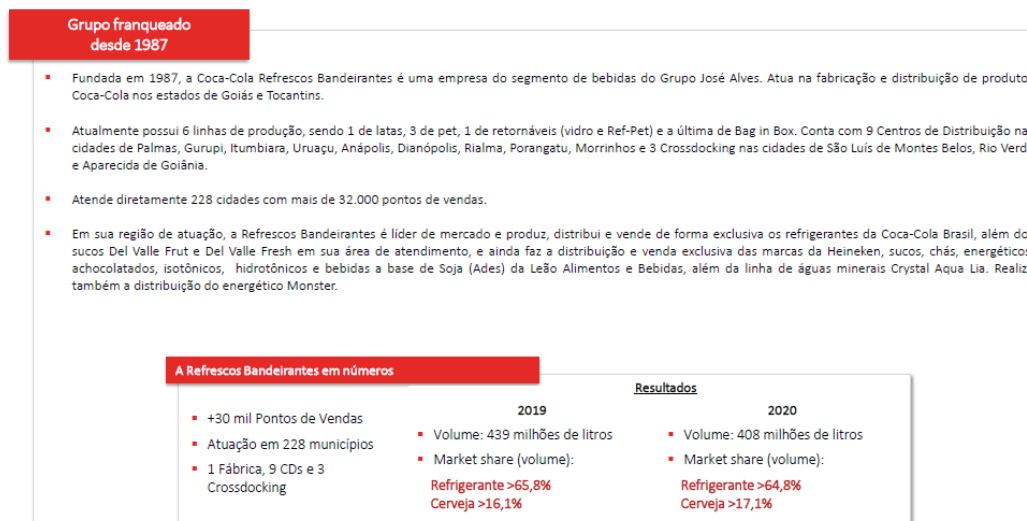 Grupo franqueado
desde 1987
▪ Fundada em 1987, a Coca-Cola Refrescos Bandeirantes é uma empresa do segmento de bebidas do Grupo José Alves. Atua na fabricação e distribuição de produto
Coca-Cola nos estados de Goiás e Tocantins.
▪ Atualmente possui 6 linhas de produção, sendo 1 de latas, 3 de pet, 1 de retornáveis (vidro e Ref-Pet) e a última de Bag in Box. Conta com 9 Centros de Distribuição na
cidades de Palmas, Gurupi, Itumbiara, Uruaçu, Anápolis, Dianópolis, Rialma, Porangatu, Morrinhos e 3 Crossdocking nas cidades de São Luís de Montes Belos, Rio Verd
e Aparecida de Goiânia.
▪ Atende diretamente 228 cidades com mais de 32.000 pontos de vendas.
▪ Em sua região de atuação, a Refrescos Bandeirantes é líder de mercado e produz, distribui e vende de forma exclusiva os refrigerantes da Coca-Cola Brasil, além do
sucos Del Valle Frut e Del Valle Fresh em sua área de atendimento, e ainda faz a distribuição e venda exclusiva das marcas da Heineken, sucos, chás, energéticos
achocolatados, isotônicos, hidrotônicos e bebidas a base de Soja (Ades) da Leão Alimentos e Bebidas, além da linha de águas minerais Crystal Aqua Lia. Realiz
também a distribuição do energético Monster.
A Refrescos Bandeirantes em números
▪ +30 mil Pontos de Vendas
▪ Atuação em 228 municípios
▪ 1 Fábrica, 9 CDs e 3
Crossdocking
Resultados
2019
▪ Volume: 439 milhões de litros
▪ Market share (volume):
Refrigerante >65,8%
Cerveja >16,1%
2020
▪ Volume: 408 milhões de litros
▪ Market share (volume):
Refrigerante >64,8%
Cerveja >17,1%